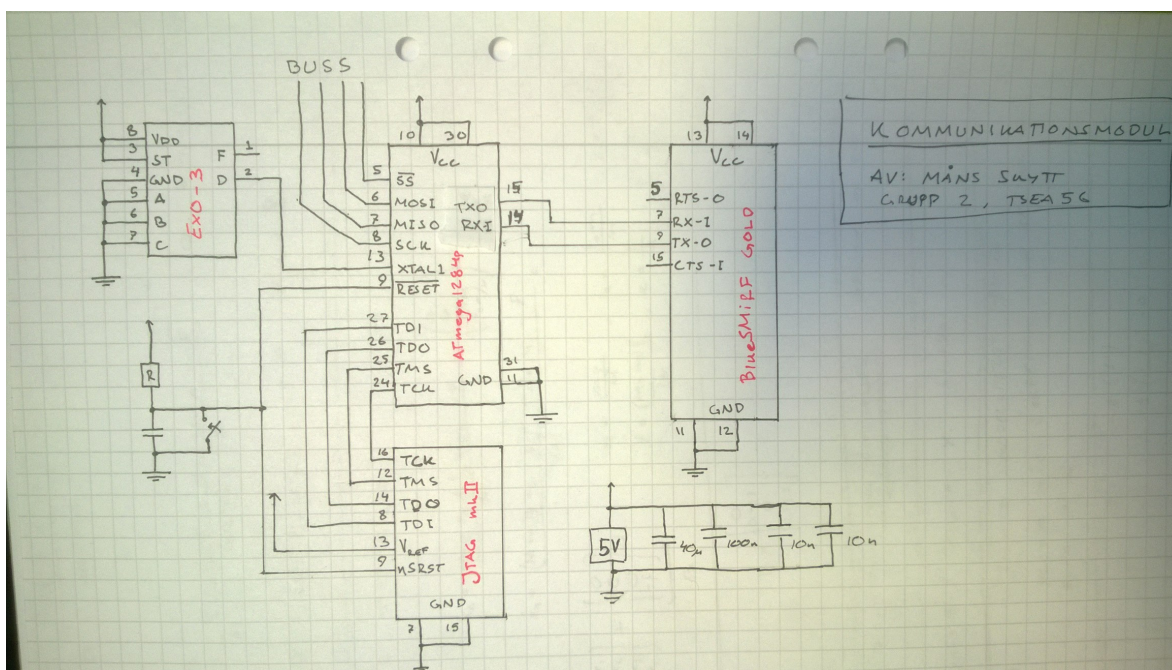 BUSS
KOMMUNIKATIONSMODUL
AV: MÅNS SKYTT
GRUPP 2, TSEA56
EXO-3
8 VDD
3 ST
4 GND
5 A
6 B
7 C
F 1
D 2
ATmega1284p
10 30
Vcc
5 SS
6 MOSI
7 MISO
8 SCK
13 XTAL1
9 RESET
27 TDI
26 TDO
25 TMS
24 TCK
TXO 15
RXI 14
GND 31
11
BlueSMiRF GOLD
13 14
Vcc
5 RTS-O
7 RX-I
9 TX-O
15 CTS-I
GND
11 12
R
JTAG mkII
16 TCK
12 TMS
14 TDO
8 TDI
13 VREF
9 nSRST
GND
7 15
5V
40µ 100n 10n 10n